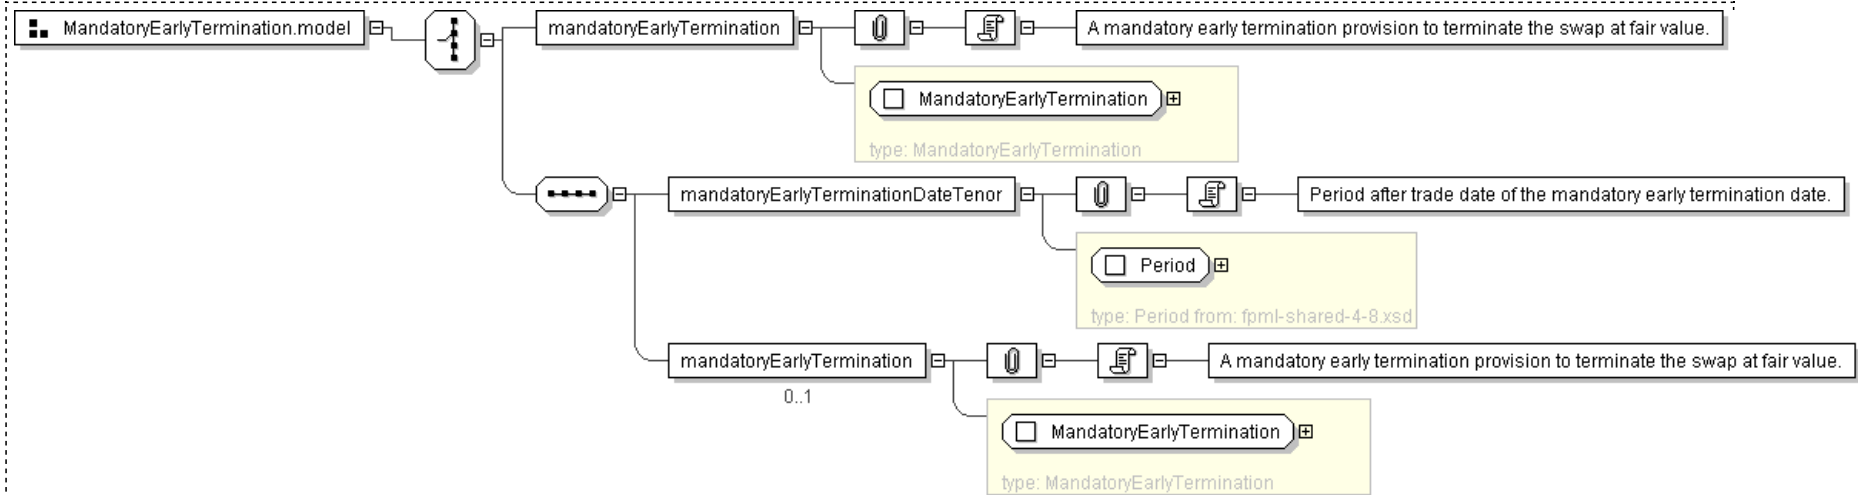 MandatoryEarlyTermination.model
mandatoryEarlyTermination
A mandatory early termination provision to terminate the swap at fair value.
MandatoryEarlyTermination
type: MandatoryEarlyTermination
mandatoryEarlyTerminationDateTenor
Period after trade date of the mandatory early termination date.
Period
type: Period from: fpml-shared-4-8.xsd
mandatoryEarlyTermination
0..1
A mandatory early termination provision to terminate the swap at fair value.
MandatoryEarlyTermination
type: MandatoryEarlyTermination